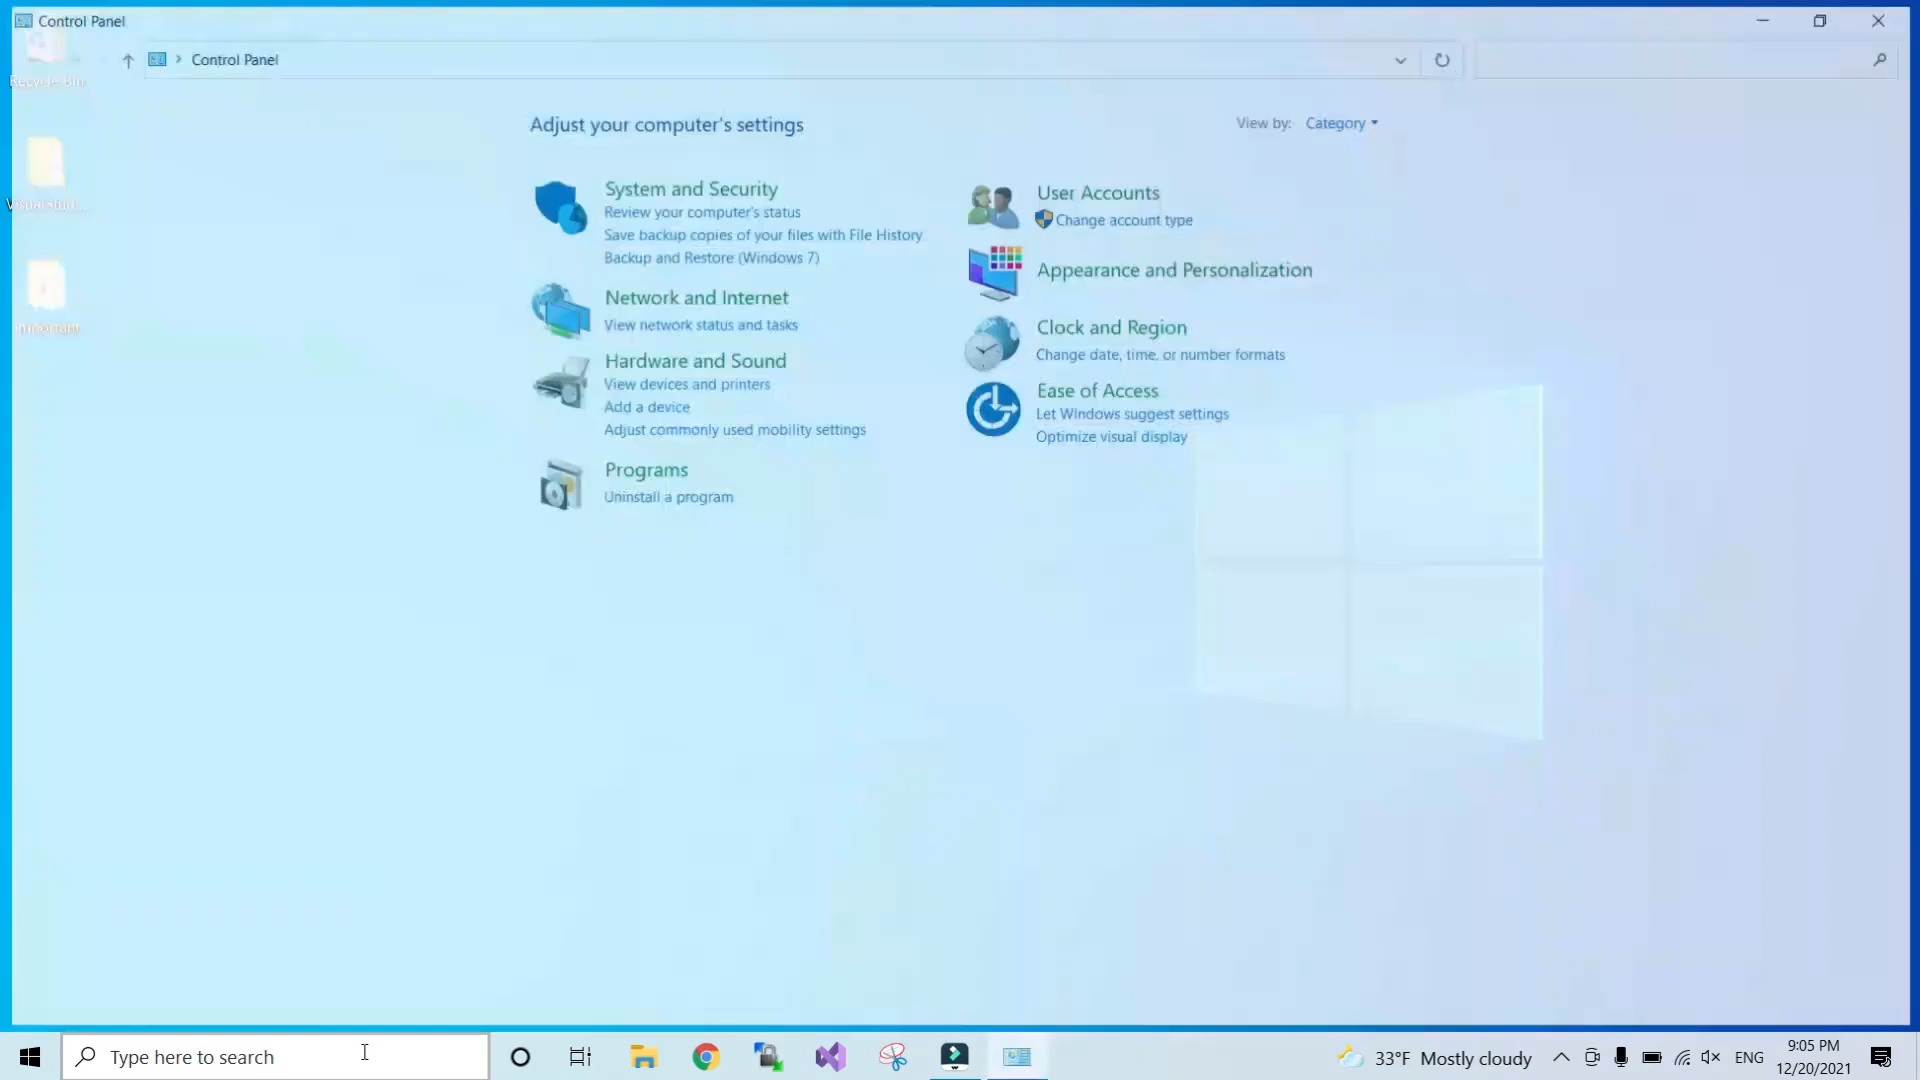 Control Panel
Control Panel
Recycle Bin
Adjust your computer's settings
View by: Category
System and Security
Review your computer's status
Save backup copies of your files with File History
Backup and Restore (Windows 7)
Network and Internet
View network status and tasks
Hardware and Sound
View devices and printers
Add a device
Adjust commonly used mobility settings
Programs
Uninstall a program
User Accounts
Change account type
Appearance and Personalization
Clock and Region
Change date, time, or number formats
Ease of Access
Let Windows suggest settings
Optimize visual display
important
Type here to search
33°F Mostly cloudy
ENG
9:05 PM
12/20/2021